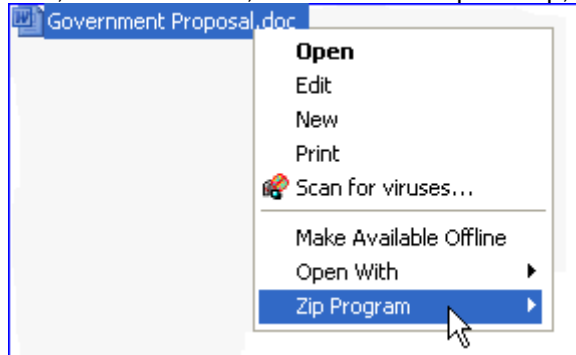 Government Proposal.doc
Open
Edit
New
Print
Scan for viruses...
Make Available Offline
Open With
Zip Program